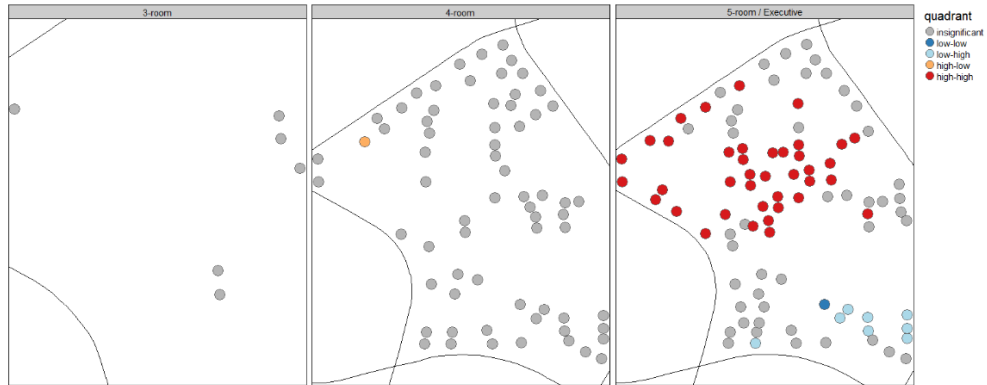 3-room
4-room
5-room / Executive
quadrant
insignificant
low-low
low-high
high-low
high-high